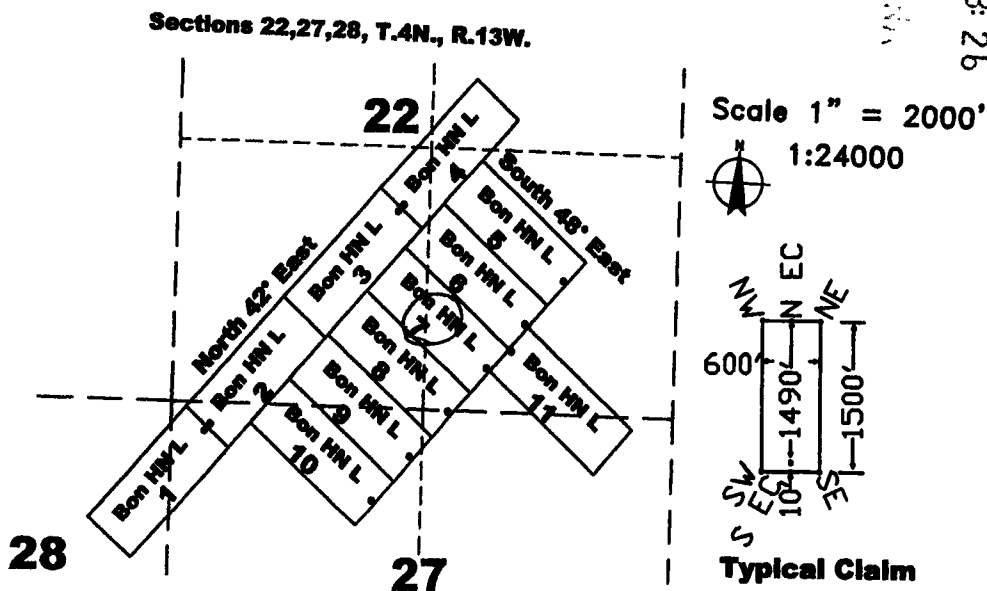 Sections 22,27,28, T.4N., R.13W.
3: 26
22
Scale 1" = 2000'
1:24000
N
Bon HN L 4
South 48° East
Bon HN L 5
Bon HN L 6
North 42° East
Bon HN L 3
Bon HN L 7
Bon HN L 2
Bon HN L 8
Bon HN L 9
Bon HN L 11
Bon HN L 10
Bon HN L 1
28
27
NW
N EC
NE
600'
1490'
1500'
SW
S EC
10'
SE
Typical Claim